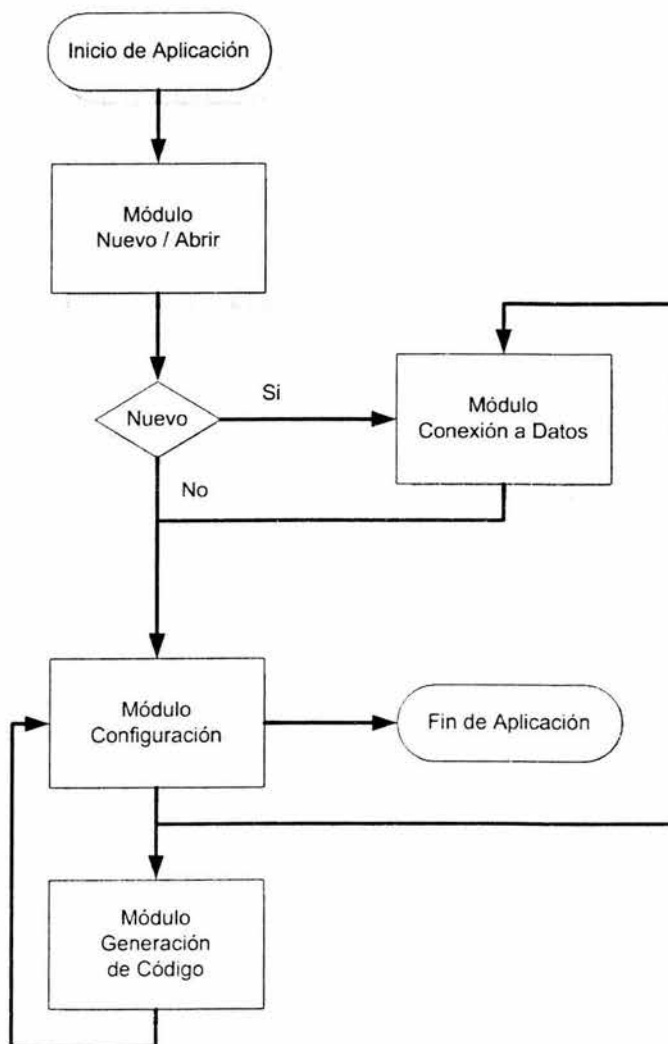 Inicio de Aplicación
Módulo
Nuevo / Abrir
Nuevo
Si
Módulo
Conexión a Datos
No
Módulo
Configuración
Fin de Aplicación
Módulo
Generación
de Código